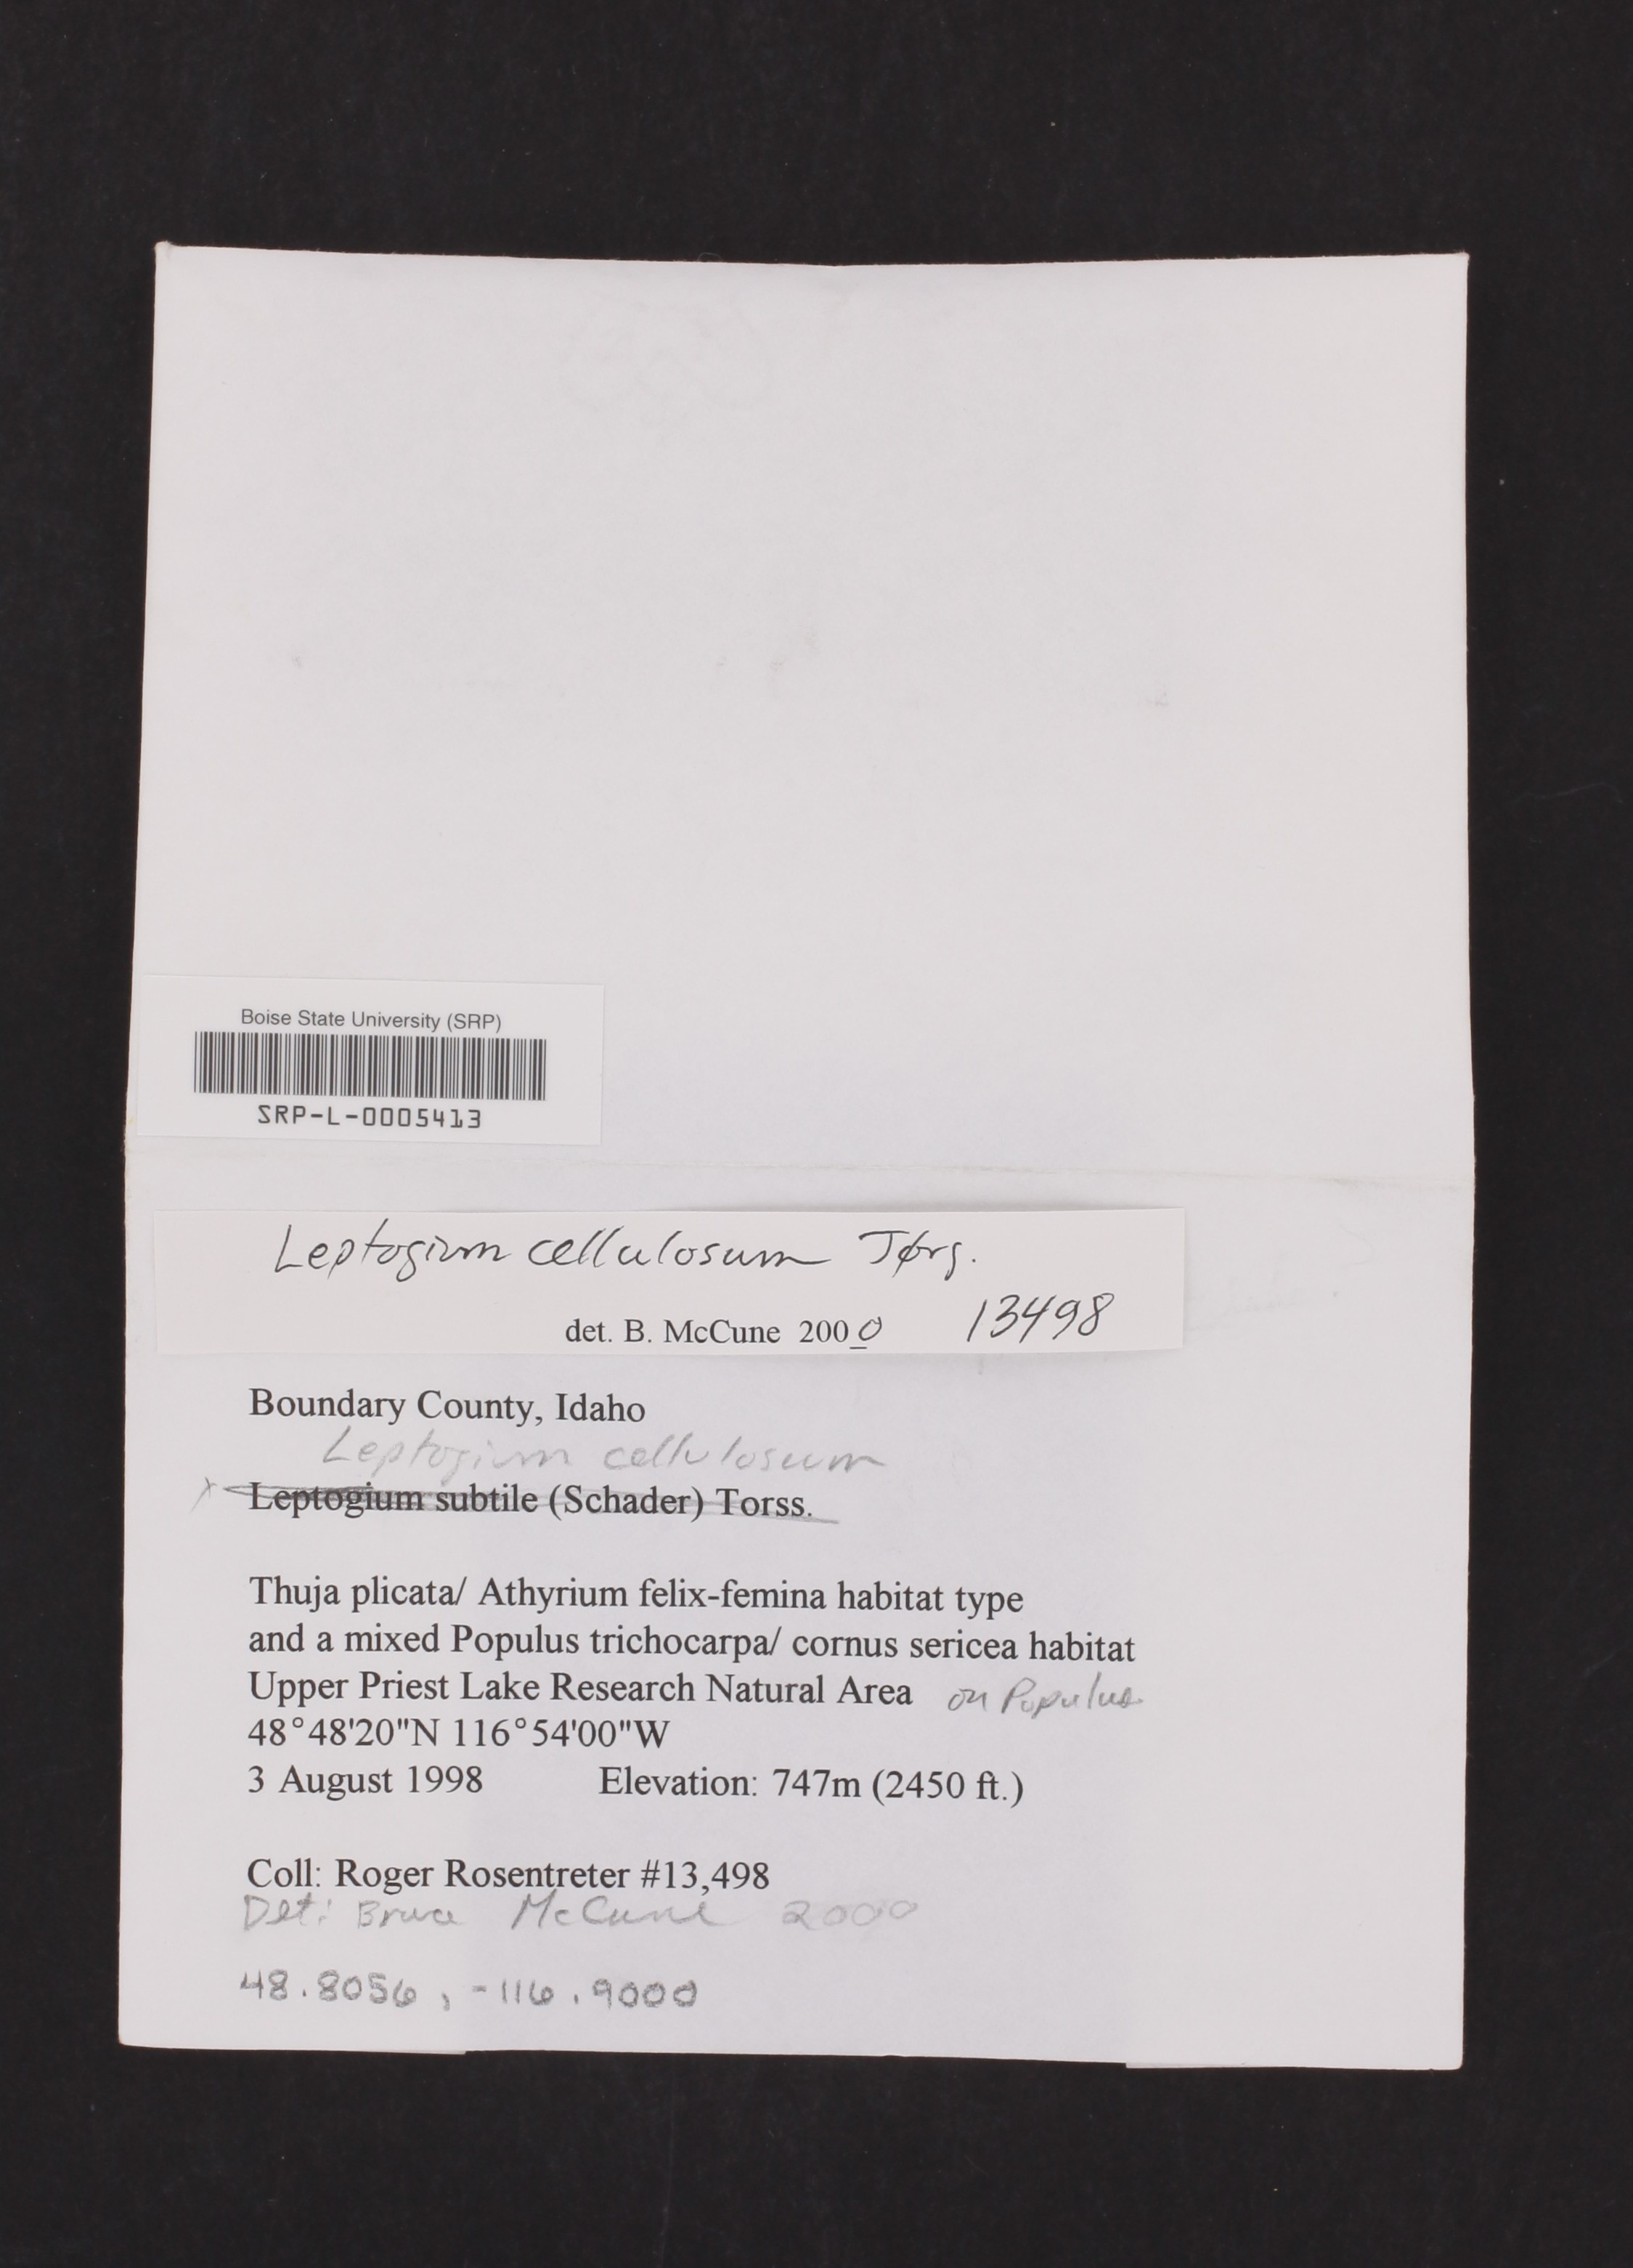 Boise State University (SRP)
SRP-L-0005413
Leptogium cellulosum Jørg.
det. B. McCune 2000 13498
Boundary County, Idaho
Leptogium cellulosum
x Leptogium subtile (Schader) Torss.
Thuja plicata/ Athyrium felix-femina habitat type
and a mixed Populus trichocarpa/ cornus sericea habitat
Upper Priest Lake Research Natural Area on Populus
48°48'20"N 116°54'00"W
3 August 1998 Elevation: 747m (2450 ft.)
Coll: Roger Rosentreter #13,498
Det: Bruce McCune 2000
48.8056, -116.9000